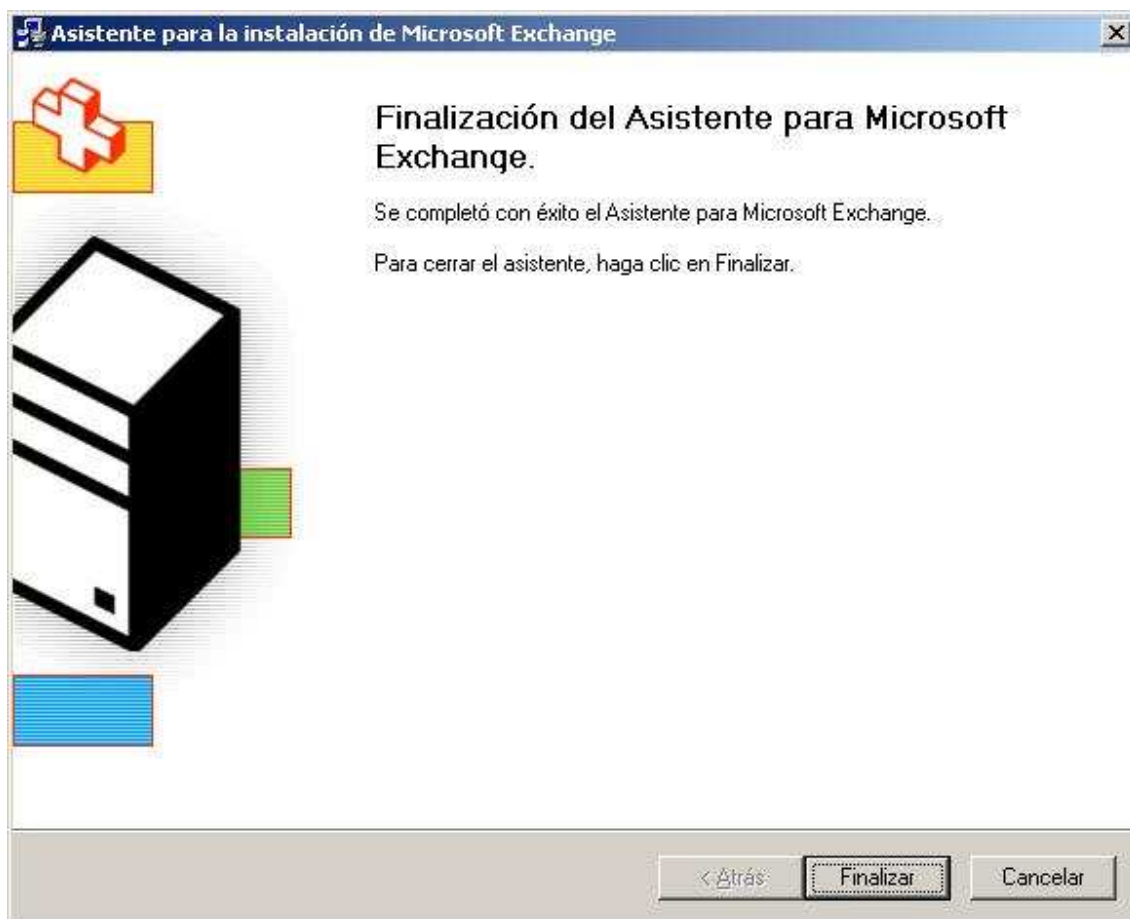 Asistente para la instalación de Microsoft Exchange
Finalización del Asistente para Microsoft
Exchange.
Se completó con éxito el Asistente para Microsoft Exchange.
Para cerrar el asistente, haga clic en Finalizar.
< Atrás
Finalizar
Cancelar